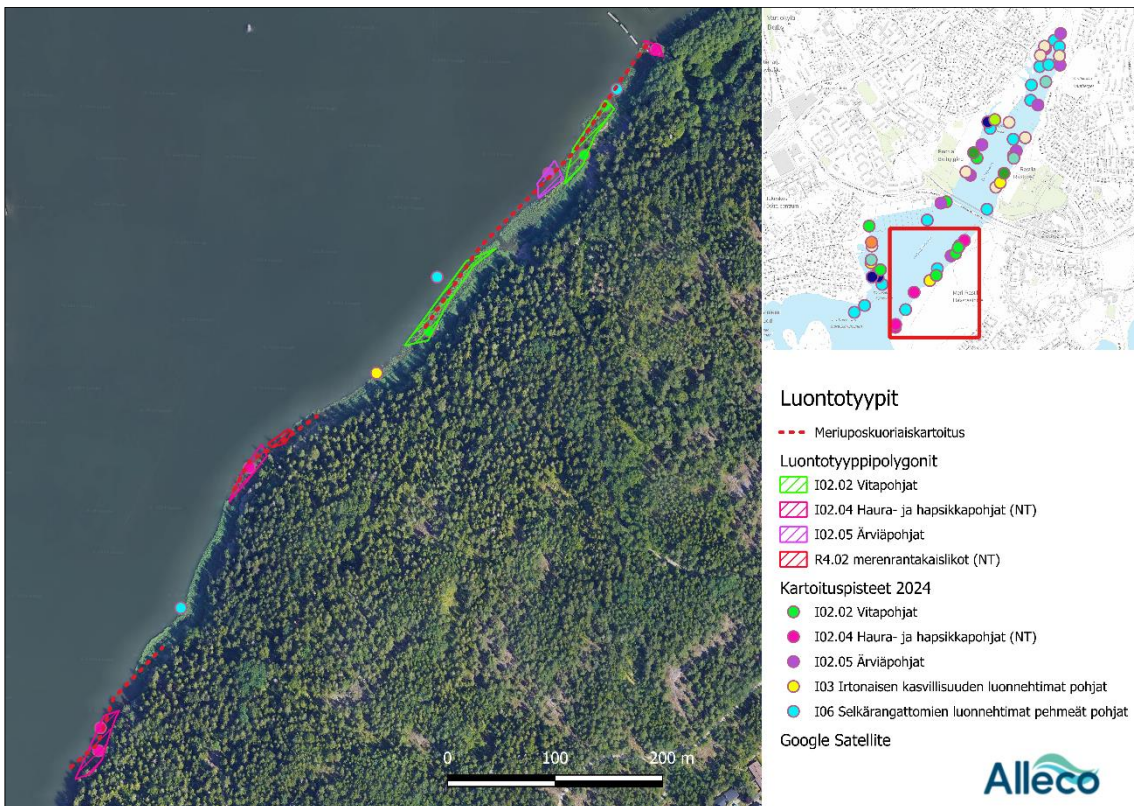 Luontotyypit
Meriuposkuoriaiskartoitus
Luontotyyppipolygonit
I02.02 Vitapohjat
I02.04 Haura- ja hapsikkapohjat (NT)
I02.05 Ärviäpohjat
R4.02 merenrantakaislikot (NT)
Kartoituspisteet 2024
I02.02 Vitapohjat
I02.04 Haura- ja hapsikkapohjat (NT)
I02.05 Ärviäpohjat
I03 Irtonaisen kasvillisuuden luonnehtimat pohjat
I06 Selkärangattomien luonnehtimat pehmeät pohjat
Google Satellite
0 100 200 m
Alleco